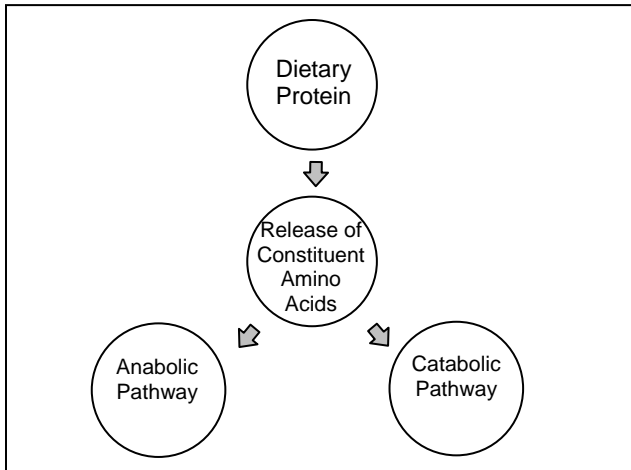 Dietary
Protein
Release of
Constituent
Amino
Acids
Anabolic
Pathway
Catabolic
Pathway